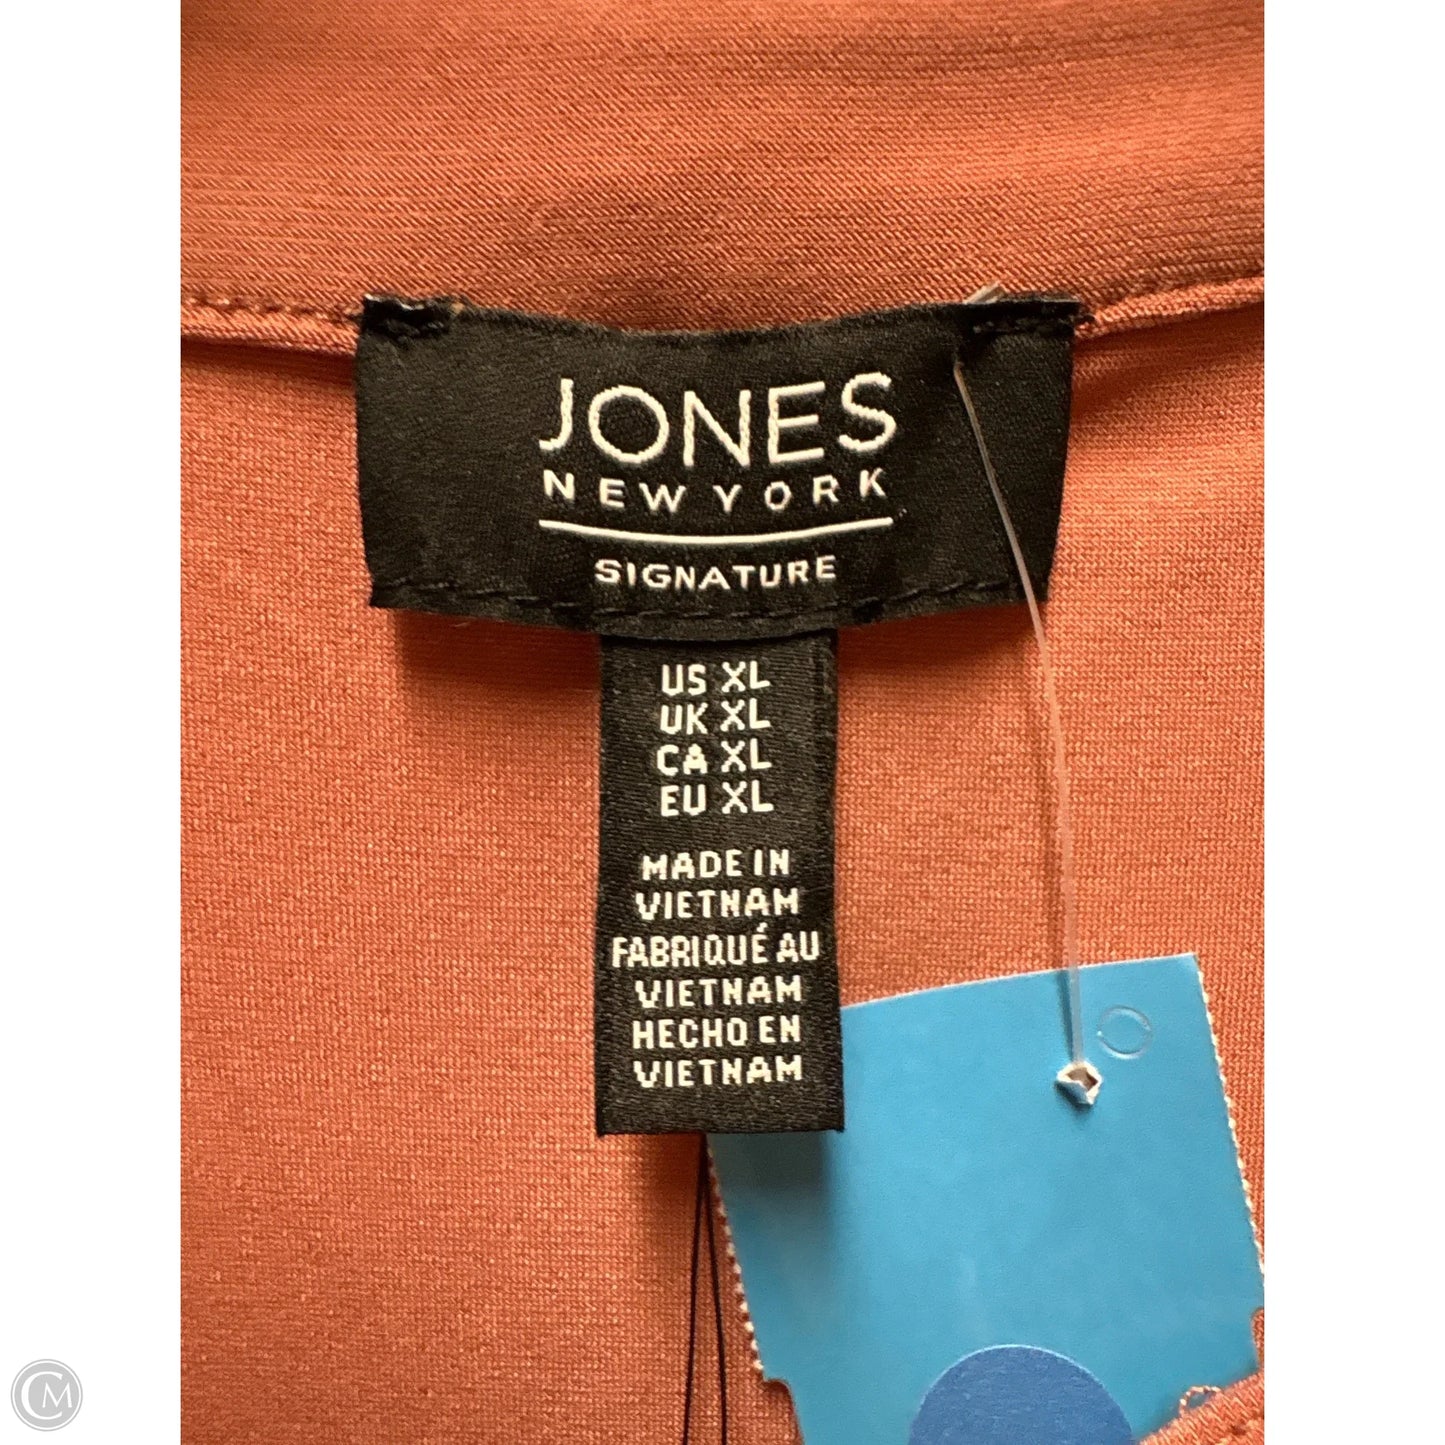 JONES
NEW YORK
SIGNATURE
US XL
UK XL
CA XL
EU XL
MADE IN
VIETNAM
FABRIQUÉ AU
VIETNAM
HECHO EN
VIETNAM
CM